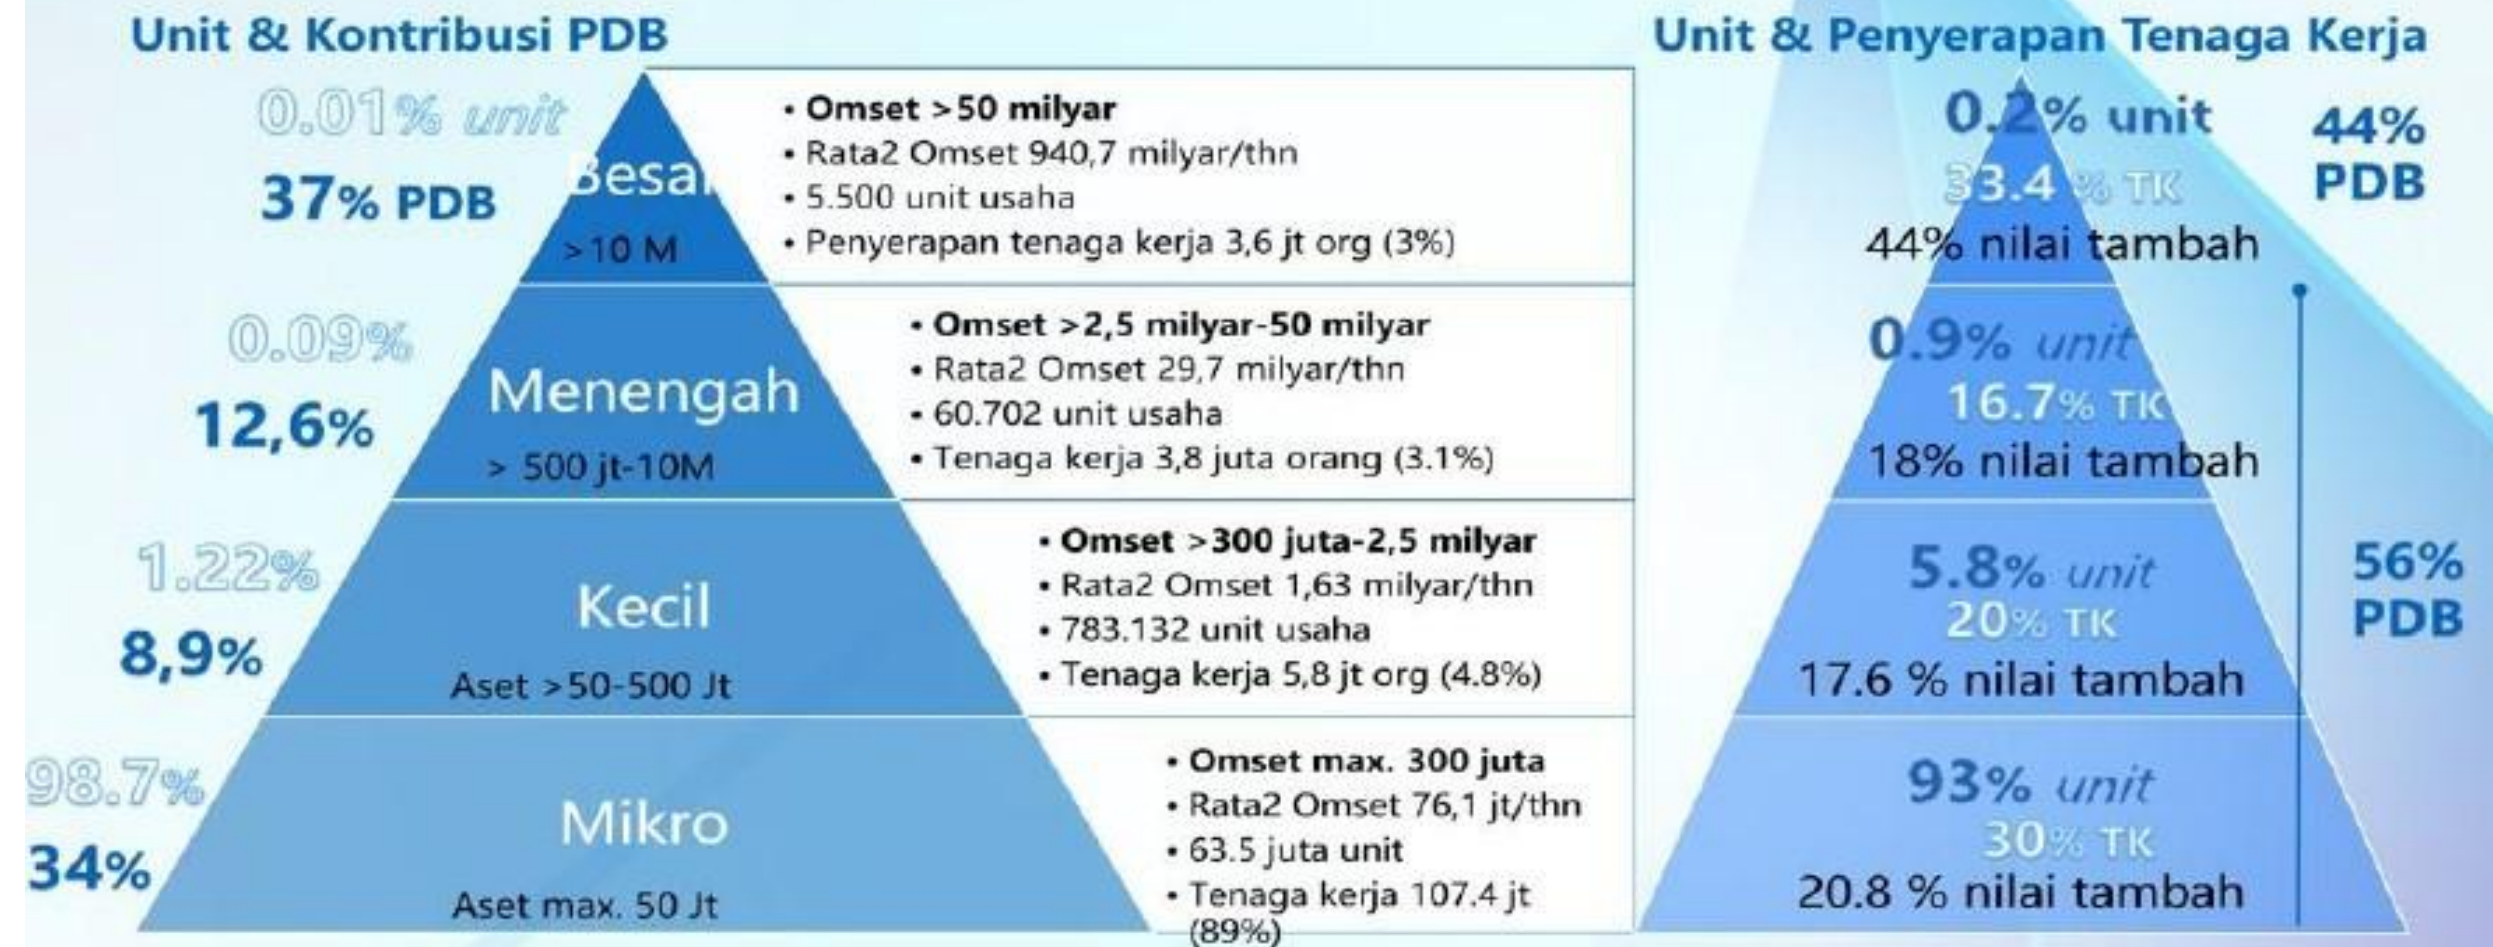 Unit & Kontribusi PDB
0.01% unit
37% PDB
Besar
>10 M
• Omset >50 milyar
• Rata2 Omset 940,7 milyar/thn
• 5.500 unit usaha
• Penyerapan tenaga kerja 3,6 jt org (3%)
0.09%
12,6%
Menengah
> 500 jt-10M
• Omset >2,5 milyar-50 milyar
• Rata2 Omset 29,7 milyar/thn
• 60.702 unit usaha
• Tenaga kerja 3,8 juta orang (3.1%)
1.22%
8,9%
Kecil
Aset >50-500 Jt
• Omset >300 juta-2,5 milyar
• Rata2 Omset 1,63 milyar/thn
• 783.132 unit usaha
• Tenaga kerja 5,8 jt org (4.8%)
98.7%
34%
Mikro
Aset max. 50 Jt
• Omset max. 300 juta
• Rata2 Omset 76,1 jt/thn
• 63.5 juta unit
• Tenaga kerja 107.4 jt
(89%)
Unit & Penyerapan Tenaga Kerja
0.2% unit
33.4 % TK
44% nilai tambah
44%
PDB
0.9% unit
16.7% TK
18% nilai tambah
5.8% unit
20% TK
17.6 % nilai tambah
56%
PDB
93% unit
30% TK
20.8 % nilai tambah